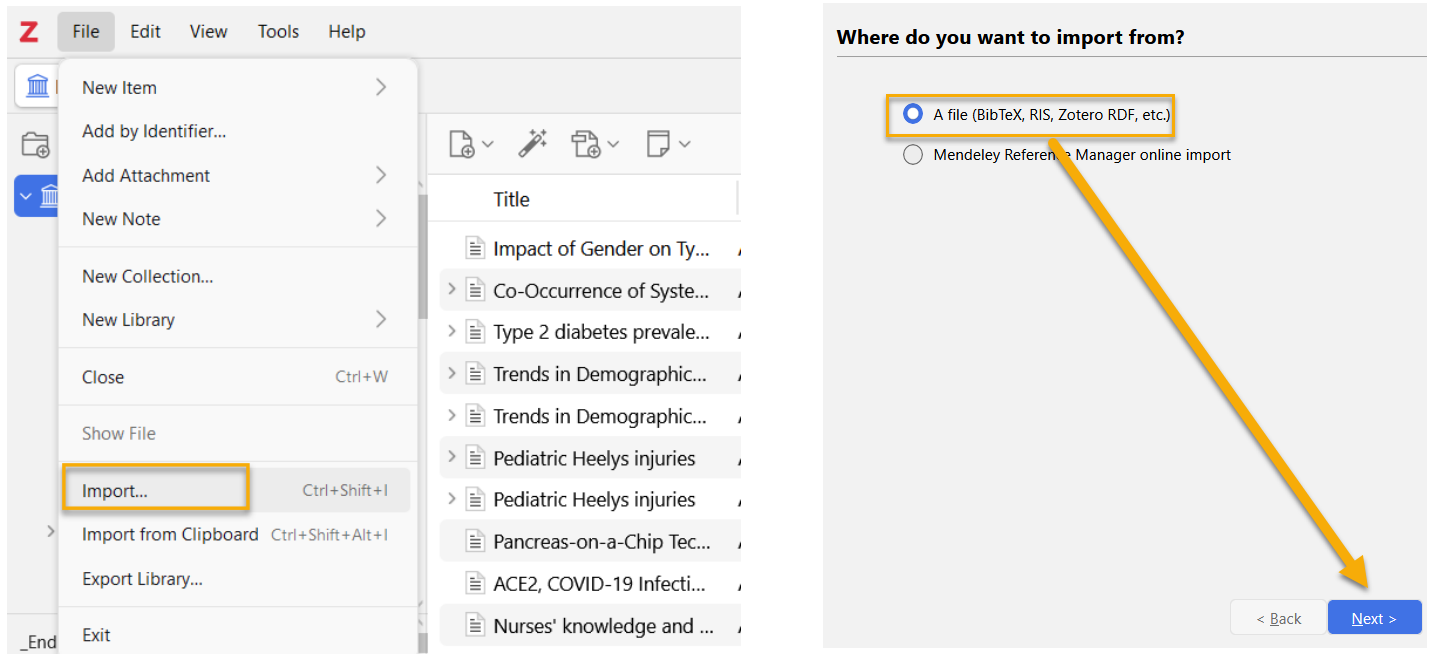 Z File Edit View Tools Help
New Item
Add by Identifier...
Add Attachment
New Note
New Collection...
New Library
Close Ctrl+W
Show File
Import... Ctrl+Shift+I
Import from Clipboard Ctrl+Shift+Alt+I
Export Library...
Exit
_End
Title
Impact of Gender on Ty...
Co-Occurrence of Syste...
Type 2 diabetes prevale...
Trends in Demographic...
Trends in Demographic...
Pediatric Heelys injuries
Pediatric Heelys injuries
Pancreas-on-a-Chip Tec...
ACE2, COVID-19 Infecti...
Nurses' knowledge and ...
Where do you want to import from?
A file (BibTeX, RIS, Zotero RDF, etc.)
Mendeley Reference Manager online import
< Back Next >